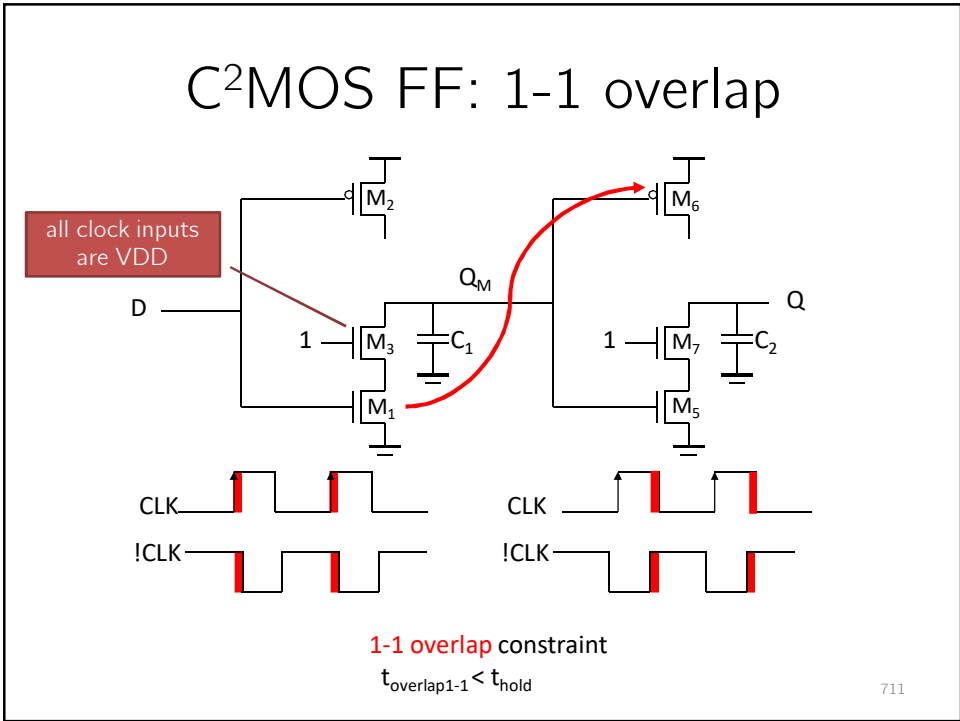 C²MOS FF: 1-1 overlap
all clock inputs
are VDD
M₂
M₆
D
Q_M
Q
1
M₃
C₁
1
M₇
C₂
M₁
M₅
CLK
CLK
!CLK
!CLK
1-1 overlap constraint
t_overlap1-1 < t_hold
711